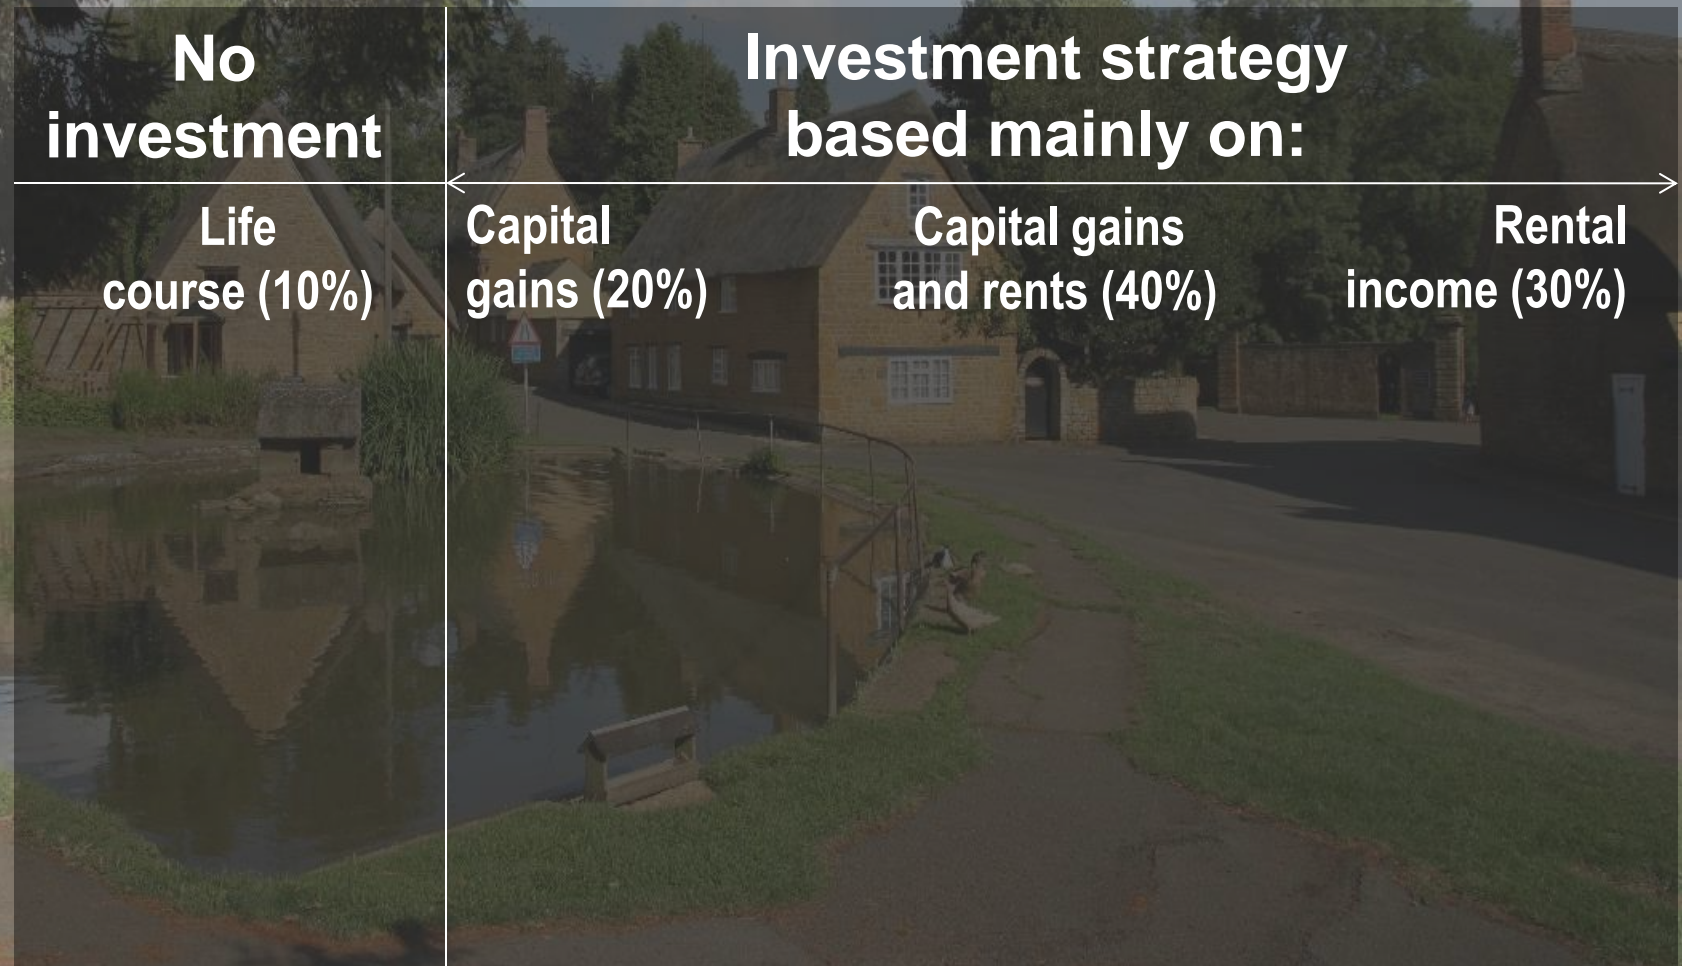 No
investment
Investment strategy
based mainly on:
Life
course (10%)
Capital
gains (20%)
Capital gains
and rents (40%)
Rental
income (30%)